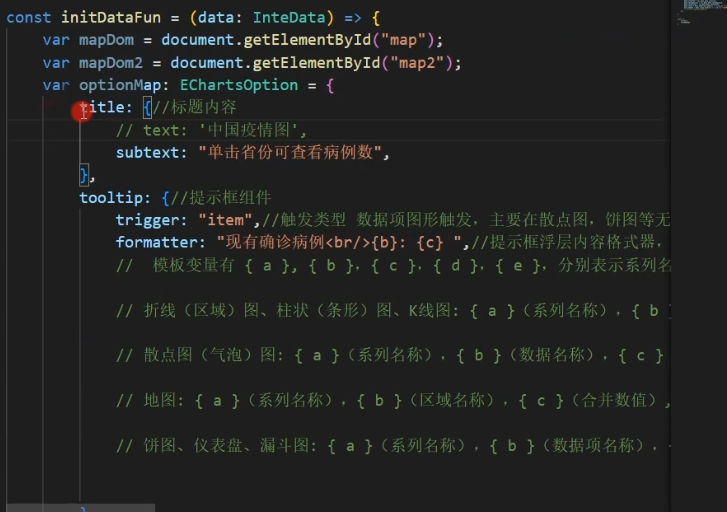 const initDataFun = (data: InteData) => {
var mapDom = document.getElementById("map");
var mapDom2 = document.getElementById("map2");
var optionMap: EChartsOption = {
title: {//标题内容
// text: '中国疫情图',
subtext: "单击省份可查看病例数",
},
tooltip: {//提示框组件
trigger: "item",//触发类型 数据项图形触发，主要在散点图，饼图等无
formatter: "现有确诊病例<br/>{b}: {c} ",//提示框浮层内容格式器，
// 模板变量有 { a }, { b }，{ c }，{ d }，{ e }，分别表示系列名
// 折线（区域）图、柱状（条形）图、K线图: { a }（系列名称），{ b
// 散点图（气泡）图: { a }（系列名称），{ b }（数据名称），{ c }
// 地图: { a }（系列名称），{ b }（区域名称），{ c }（合并数值）,
// 饼图、仪表盘、漏斗图: { a }（系列名称），{ b }（数据项名称），
}